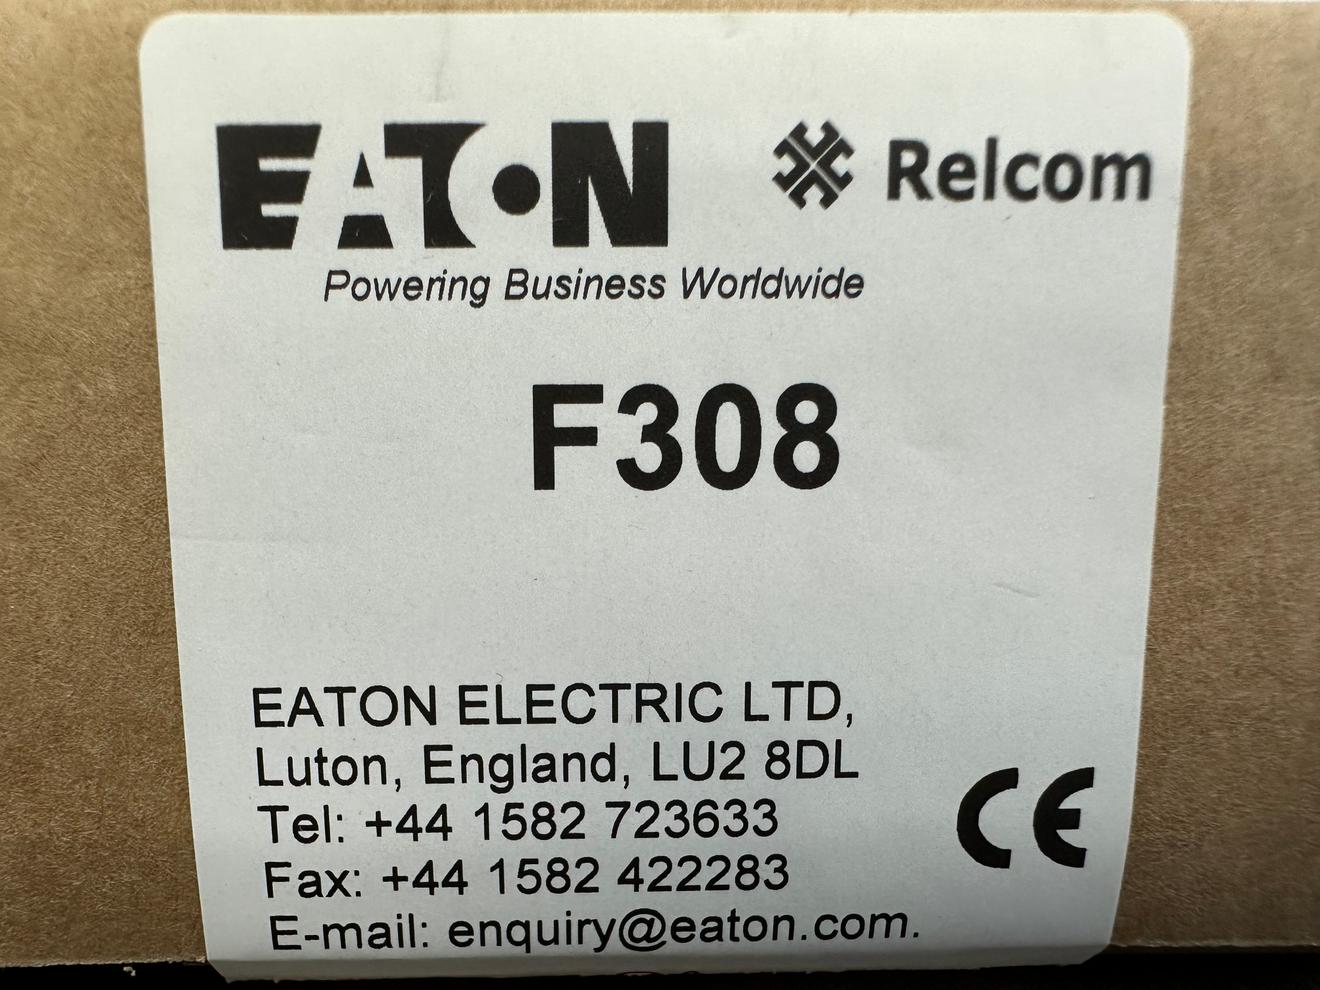 EATON Relcom
Powering Business Worldwide
F308
EATON ELECTRIC LTD,
Luton, England, LU2 8DL
Tel: +44 1582 723633
Fax: +44 1582 422283
E-mail: enquiry@eaton.com.
CE